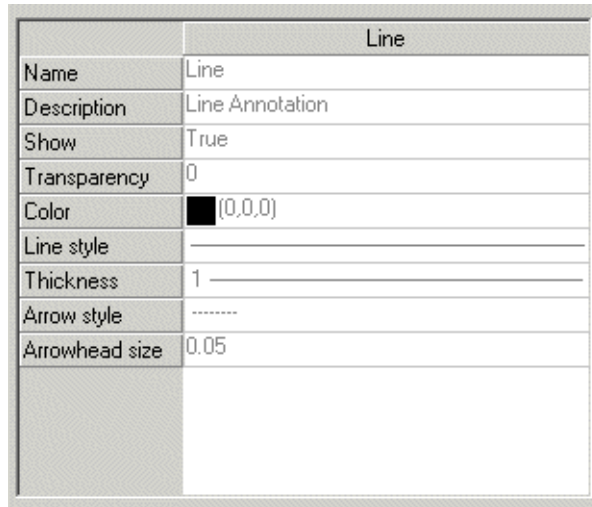 Line
Name Line
Description Line Annotation
Show True
Transparency 0
Color (0,0,0)
Line style
Thickness 1
Arrow style --------
Arrowhead size 0.05